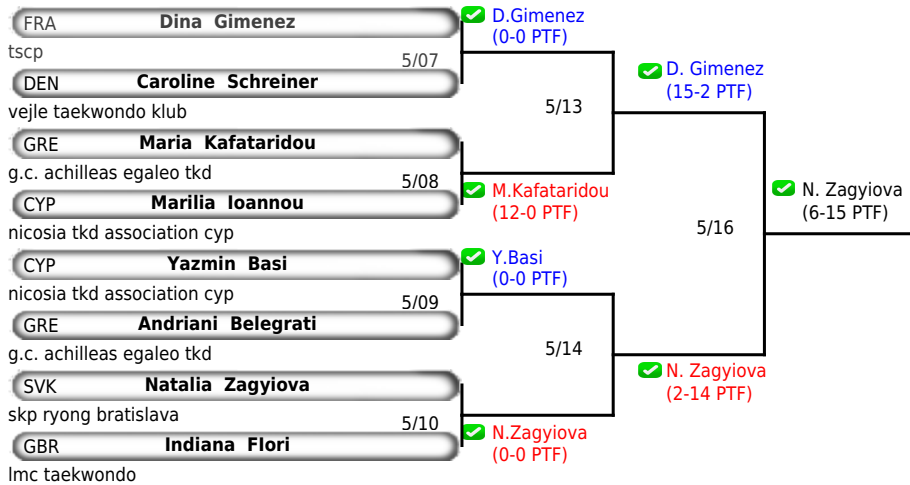 FRA Dina Gimenez
tscp
5/07
DEN Caroline Schreiner
vejle taekwondo klub
GRE Maria Kafataridou
g.c. achilleas egaleo tkd
5/08
CYP Marilia Ioannou
nicosia tkd association cyp
CYP Yazmin Basi
nicosia tkd association cyp
5/09
GRE Andriani Belegrati
g.c. achilleas egaleo tkd
SVK Natalia Zagyiova
skp ryong bratislava
5/10
GBR Indiana Flori
lmc taekwondo
D.Gimenez
(0-0 PTF)
5/13
M.Kafataridou
(12-0 PTF)
Y.Basi
(0-0 PTF)
5/14
N.Zagyiova
(0-0 PTF)
D. Gimenez
(15-2 PTF)
5/16
N. Zagyiova
(2-14 PTF)
N. Zagyiova
(6-15 PTF)